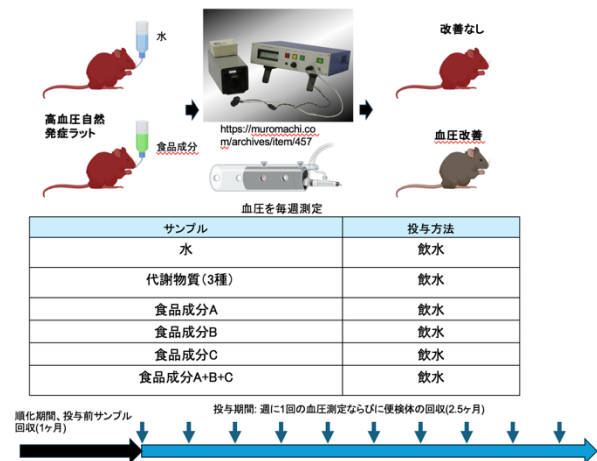 水
高血圧自然
発症ラット
食品成分
https://muromachi.co
m/archives/item/457
血圧を毎週測定
改善なし
血圧改善
サンプル 投与方法
水 飲水
代謝物質(3種) 飲水
食品成分A 飲水
食品成分B 飲水
食品成分C 飲水
食品成分A+B+C 飲水
順化期間、投与前サンプル
回収(1ヶ月)
投与期間: 週に1回の血圧測定ならびに便検体の回収(2.5ヶ月)